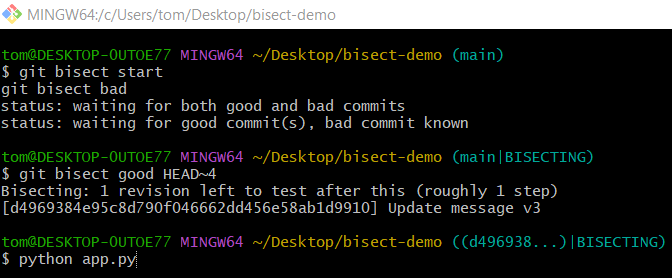 MINGW64:/c/Users/tom/Desktop/bisect-demo
tom@DESKTOP-OUTOE77 MINGW64 ~/Desktop/bisect-demo (main)
$ git bisect start
git bisect bad
status: waiting for both good and bad commits
status: waiting for good commit(s), bad commit known
tom@DESKTOP-OUTOE77 MINGW64 ~/Desktop/bisect-demo (main|BISECTING)
$ git bisect good HEAD~4
Bisecting: 1 revision left to test after this (roughly 1 step)
[d4969384e95c8d790f046662dd456e58ab1d9910] Update message v3
tom@DESKTOP-OUTOE77 MINGW64 ~/Desktop/bisect-demo ((d496938...)|BISECTING)
$ python app.py